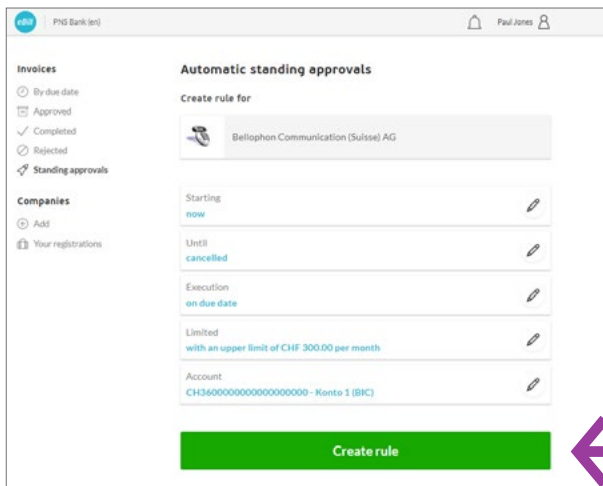 eBill PNS Bank (en) Paul Jones
Invoices
By due date
Approved
Completed
Rejected
Standing approvals
Companies
Add
Your registrations
Automatic standing approvals
Create rule for
Bellophon Communication (Suisse) AG
Starting
now
Until
cancelled
Execution
on due date
Limited
with an upper limit of CHF 300.00 per month
Account
CH3600000000000000000 - Konto 1 (BIC)
Create rule